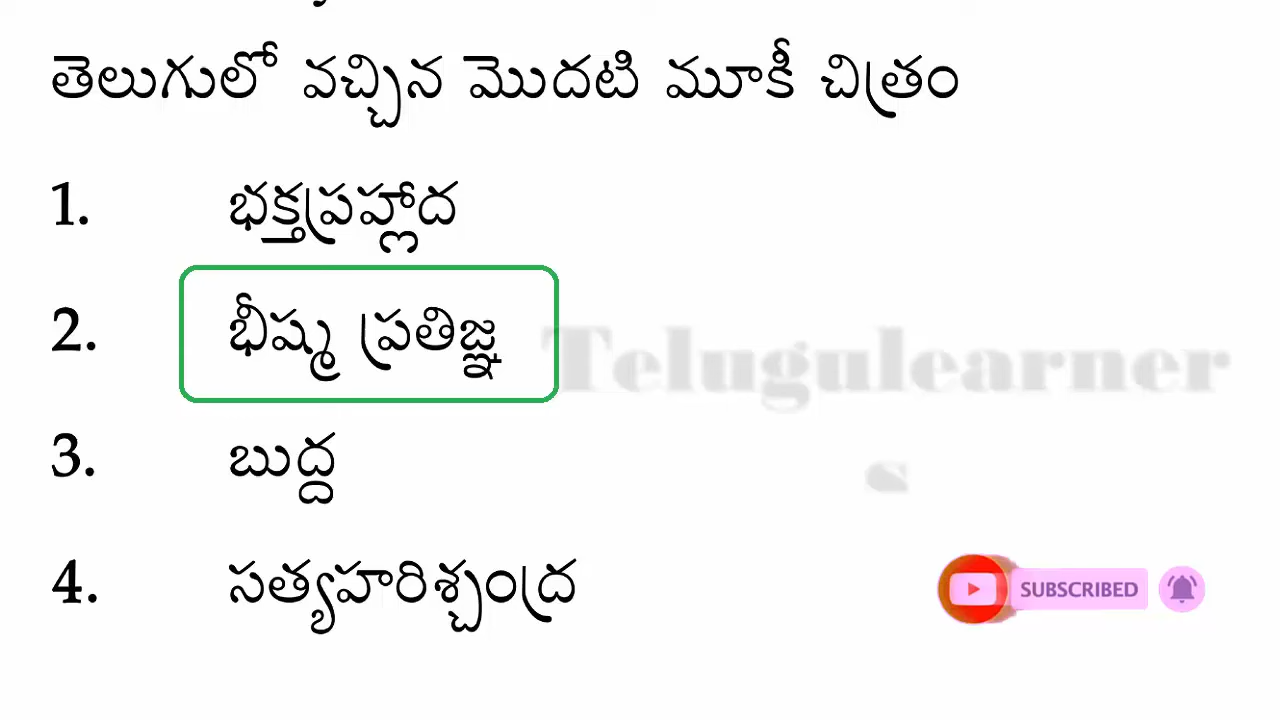 తెలుగులో వచ్చిన మొదటి మూకీ చిత్రం
1. భక్తప్రహ్లాద
2. భీష్మ ప్రతిజ్ఞ
Telugulearner
3. బుద్ద
s
4. సత్యహరిశ్చంద్ర
SUBSCRIBED